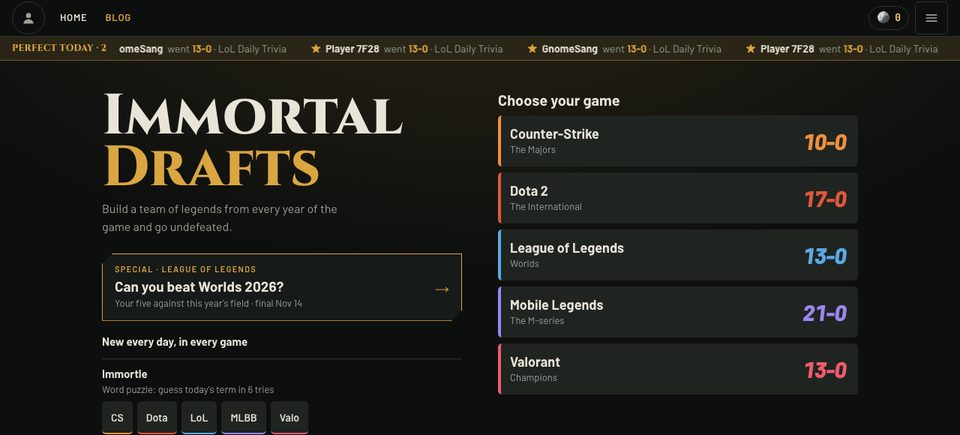 HOME BLOG 0
PERFECT TODAY · 2 omeSang went 13-0 · LoL Daily Trivia Player 7F28 went 13-0 · LoL Daily Trivia GnomeSang went 13-0 · LoL Daily Trivia Player 7F28 went 13-0 · LoL Daily Trivia
IMMORTAL
DRAFTS
Build a team of legends from every year of the
game and go undefeated.
SPECIAL · LEAGUE OF LEGENDS
Can you beat Worlds 2026? →
Your five against this year's field · final Nov 14
New every day, in every game
Immortle
Word puzzle: guess today's term in 6 tries
CS Dota LoL MLBB Valo
Choose your game
Counter-Strike
The Majors
10-0
Dota 2
The International
17-0
League of Legends
Worlds
13-0
Mobile Legends
The M-series
21-0
Valorant
Champions
13-0